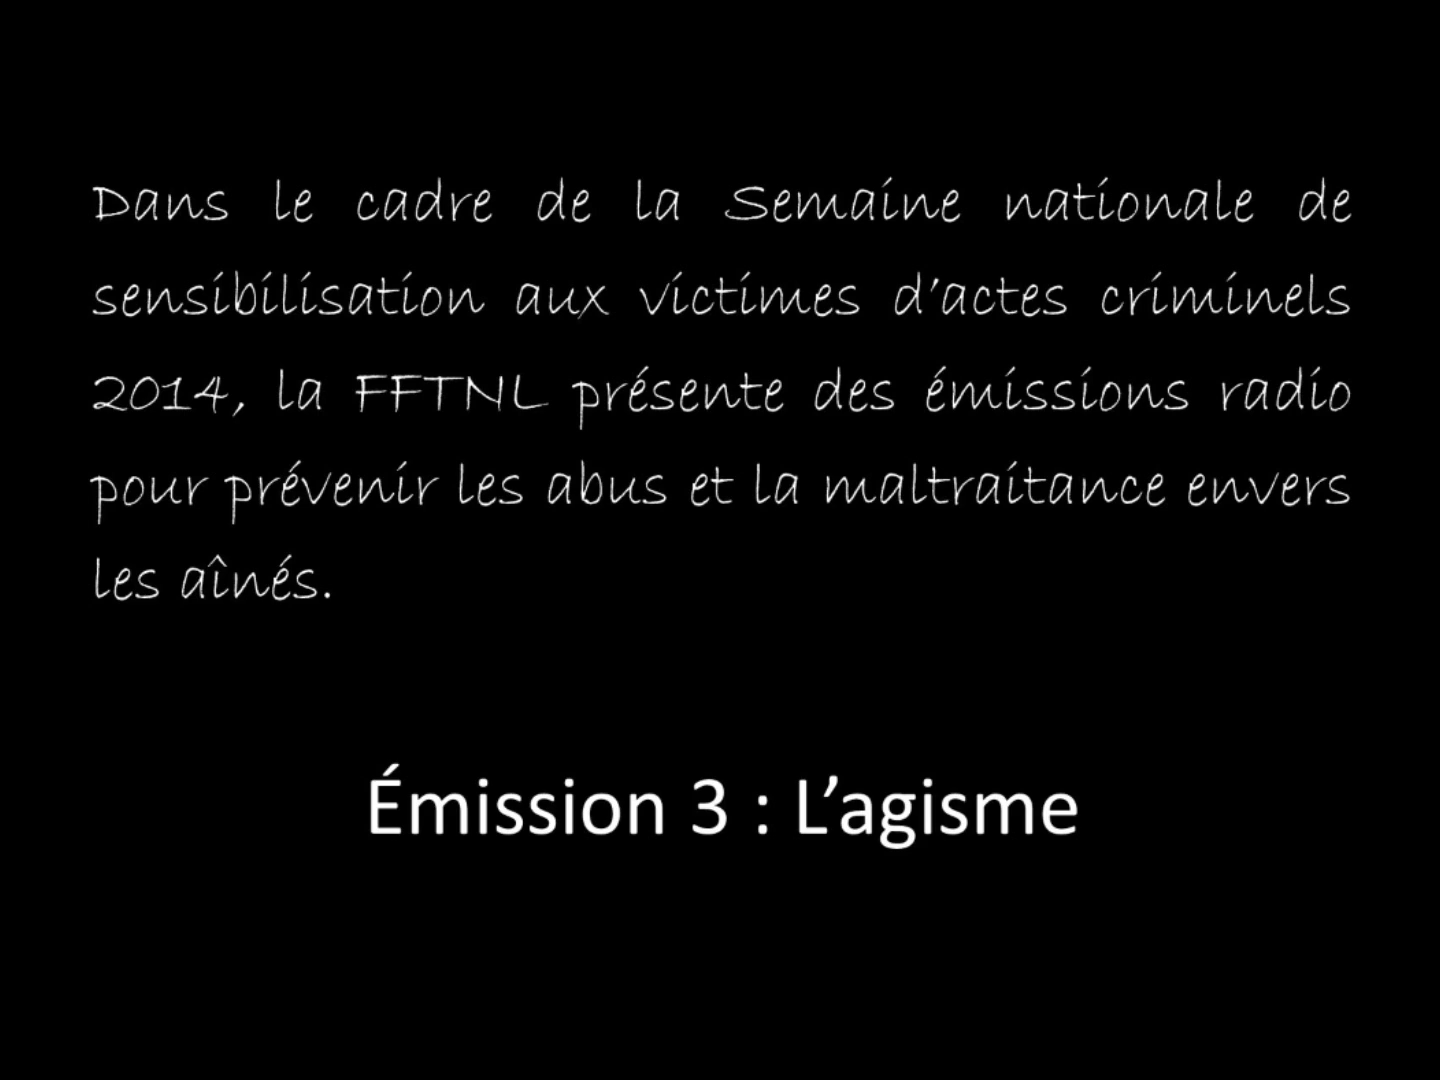 Dans le cadre de la Semaine nationale de
sensibilisation aux victimes d’actes criminels
2014, la FFTNL présente des émissions radio
pour prévenir les abus et la maltraitance envers
les aînés.
Émission 3 : L’agisme